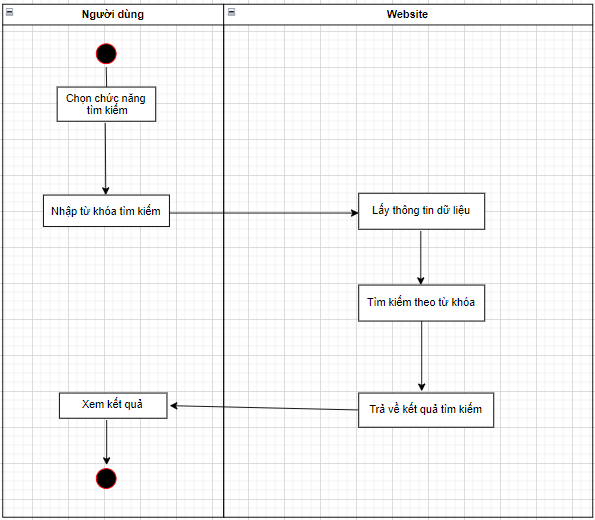 Người dùng
Website
Chọn chức năng
tìm kiếm
Nhập từ khóa tìm kiếm
Lấy thông tin dữ liệu
Tìm kiếm theo từ khóa
Xem kết quả
Trả về kết quả tìm kiếm